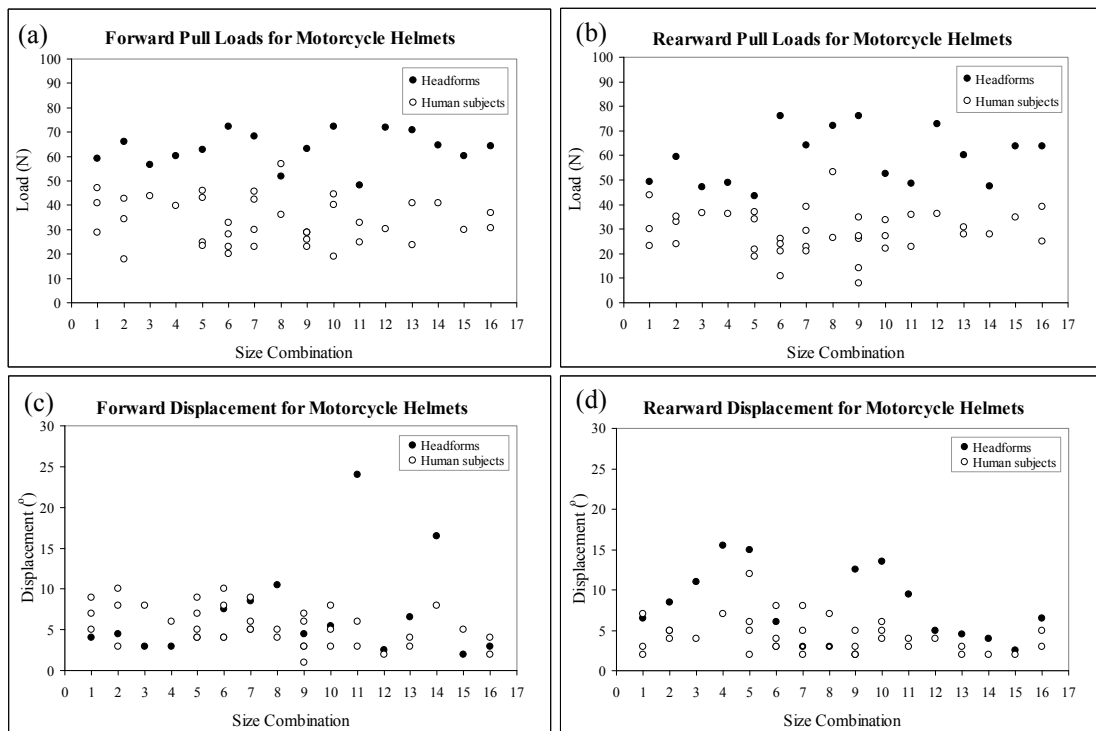 (a)
Forward Pull Loads for Motorcycle Helmets
100
90
80
70
60
50
40
30
20
10
0
Load (N)
Headforms
Human subjects
0 1 2 3 4 5 6 7 8 9 10 11 12 13 14 15 16 17
Size Combination
(b)
Rearward Pull Loads for Motorcycle Helmets
100
90
80
70
60
50
40
30
20
10
0
Load (N)
Headforms
Human subjects
0 1 2 3 4 5 6 7 8 9 10 11 12 13 14 15 16 17
Size Combination
(c)
Forward Displacement for Motorcycle Helmets
30
25
20
15
10
5
0
Displacement (°)
Headforms
Human subjects
0 1 2 3 4 5 6 7 8 9 10 11 12 13 14 15 16 17
Size Combination
(d)
Rearward Displacement for Motorcycle Helmets
30
25
20
15
10
5
0
Displacement (°)
Headforms
Human subjects
0 1 2 3 4 5 6 7 8 9 10 11 12 13 14 15 16 17
Size Combination